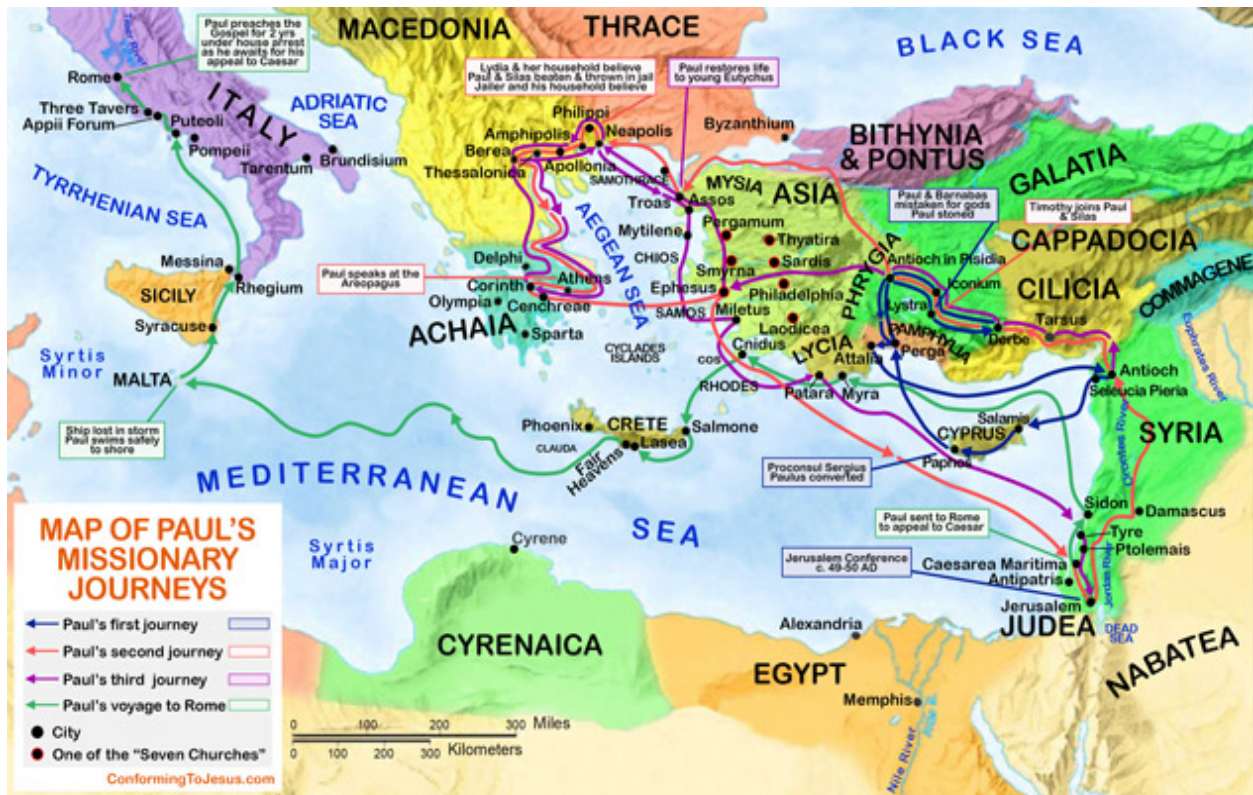 MACEDONIA
THRACE
BLACK SEA
Tiber River
Paul preaches the
Gospel for 2 yrs
under house arrest
as he awaits for his
appeal to Caesar
Lydia & her household believe
Paul & Silas beaten & thrown in jail
Jailer and his household believe
Paul restores life
to young Eutychus
Rome
ITALY
ADRIATIC
SEA
Three Tavers
Appii Forum
Puteoli
Pompeii
Tarentum
Brundisium
Philippi
Neapolis
Amphipolis
Berea
Apollonia
Thessalonica
Byzanthium
BITHYNIA
& PONTUS
GALATIA
SAMOTHRACE
MYSIA
ASIA
Assos
Troas
Paul & Barnabas
mistaken for gods
Paul stoned
Timothy joins Paul
& Silas
TYRRHENIAN SEA
AEGEAN SEA
Mytilene
Pergamum
Thyatira
CHIOS
Sardis
Smyrna
PHRYGIA
Antioch in Pisidia
CAPPADOCIA
COMMAGENE
Messina
Rhegium
SICILY
Syracuse
Paul speaks at the
Areopagus
Delphi
Corinth
Athens
Olympia
Cenchreae
ACHAIA
Sparta
Ephesus
Philadelphia
SAMOS
Miletus
Laodicea
Iconium
Lystra
CILICIA
Tarsus
Derbe
PAMPHYLIA
Perga
Attalia
LYCIA
CYCLADES
ISLANDS
Cnidus
COS
RHODES
Patara
Myra
Antioch
Seleucia Pieria
Euphrates River
Syrtis
Minor
MALTA
Ship lost in storm
Paul swims safely
to shore
Phoenix
CRETE
CLAUDA
Lasea
Salmone
Fair
Heavens
Salamis
CYPRUS
Paphos
Orontes River
SYRIA
Proconsul Sergius
Paulus converted
MEDITERRANEAN
SEA
Sidon
Damascus
Tyre
Ptolemais
Paul sent to Rome
to appeal to Caesar
Jerusalem Conference
c. 49-50 AD
Caesarea Maritima
Antipatris
Jordan River
Jerusalem
JUDEA
DEAD
SEA
NABATEA
Syrtis
Major
Cyrene
CYRENAICA
Alexandria
EGYPT
Memphis
Nile R.
Nile River
MAP OF PAUL'S
MISSIONARY
JOURNEYS
Paul's first journey
Paul's second journey
Paul's third journey
Paul's voyage to Rome
City
One of the "Seven Churches"
ConformingToJesus.com
0 100 200 300 Miles
0 100 200 300 Kilometers